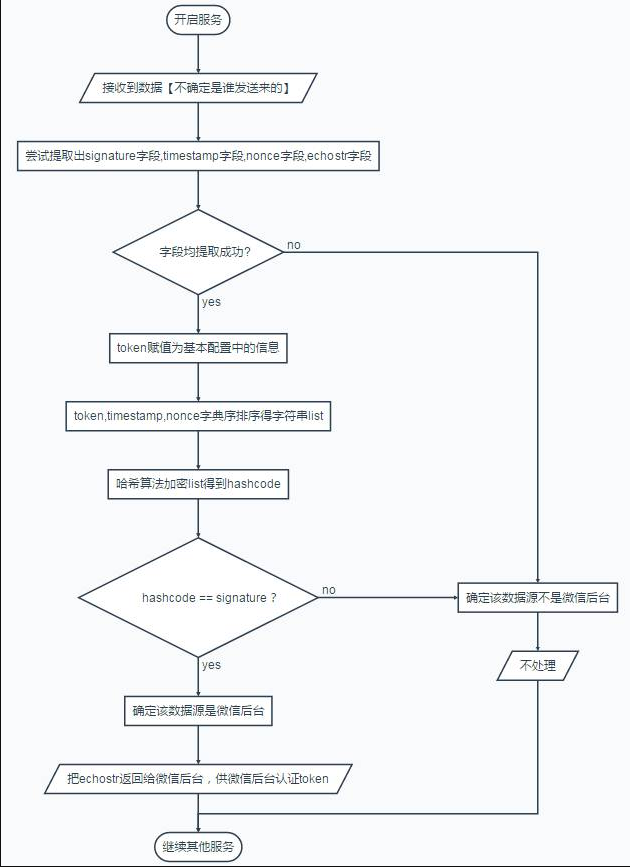 开启服务
接收到数据【不确定是谁发送来的】
尝试提取出signature字段,timestamp字段,nonce字段,echostr字段
字段均提取成功?
no
yes
token赋值为基本配置中的信息
token,timestamp,nonce字典序排序得字符串list
哈希算法加密list得到hashcode
hashcode == signature ?
no
确定该数据源不是微信后台
不处理
yes
确定该数据源是微信后台
把echostr返回给微信后台，供微信后台认证token
继续其他服务